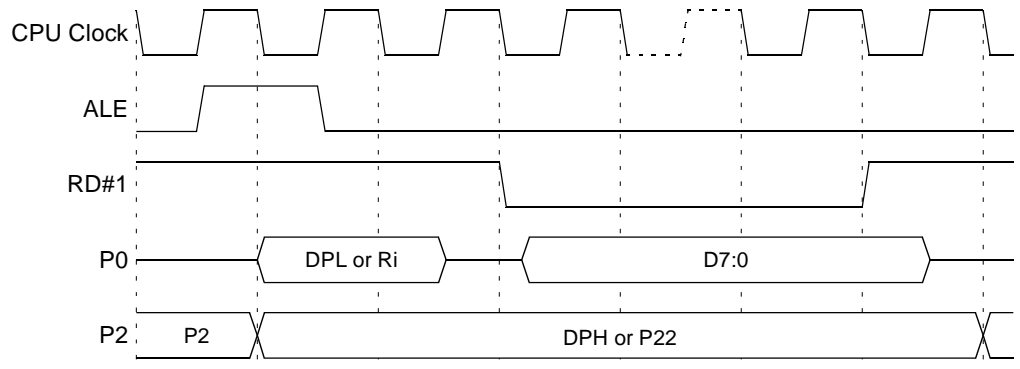 CPU Clock
ALE
RD#1
P0 DPL or Ri D7:0
P2 P2 DPH or P22